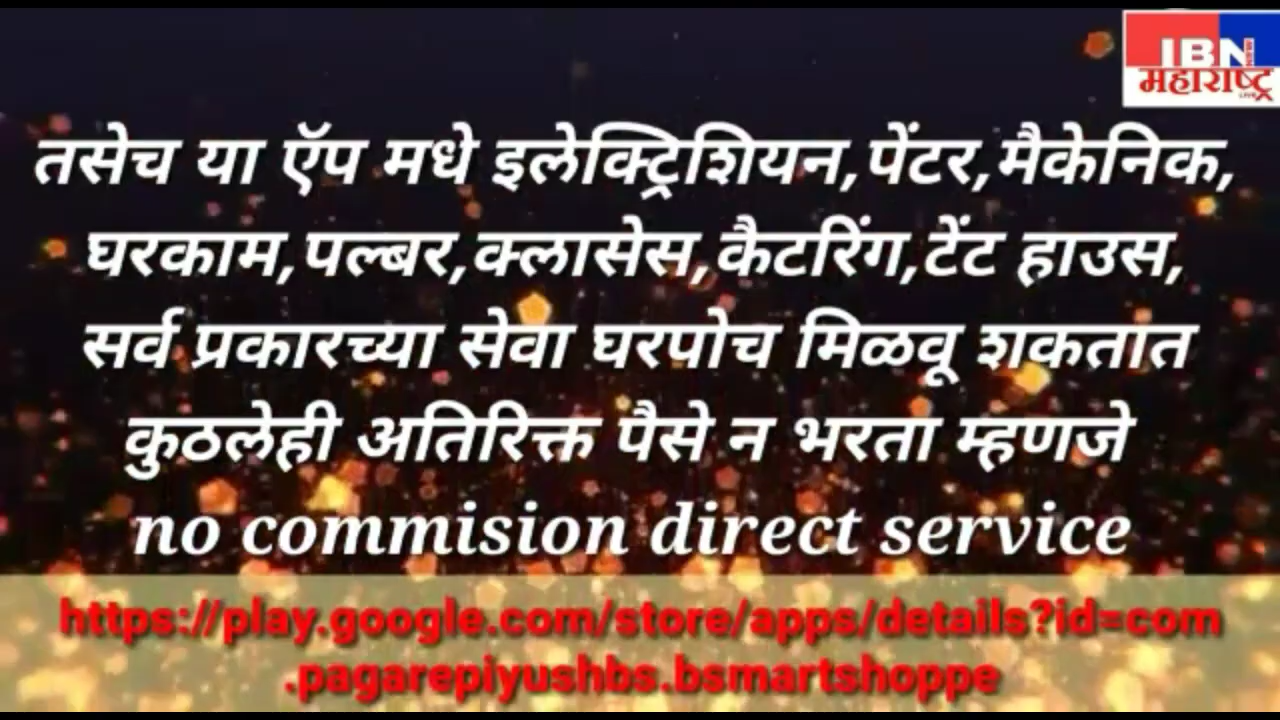 IBN
महाराष्ट्र
तसेच या ऍप मधे इलेक्ट्रिशियन,पेंटर,मैकेनिक,
घरकाम,पल्बर,क्लासेस,कैटरिंग,टेंट हाउस,
सर्व प्रकारच्या सेवा घरपोच मिळवू शकतात
कुठलेही अतिरिक्त पैसे न भरता म्हणजे
no commision direct service
https://play.google.com/store/apps/details?id=com
.pagarepiyushbs.bsmartshoppe